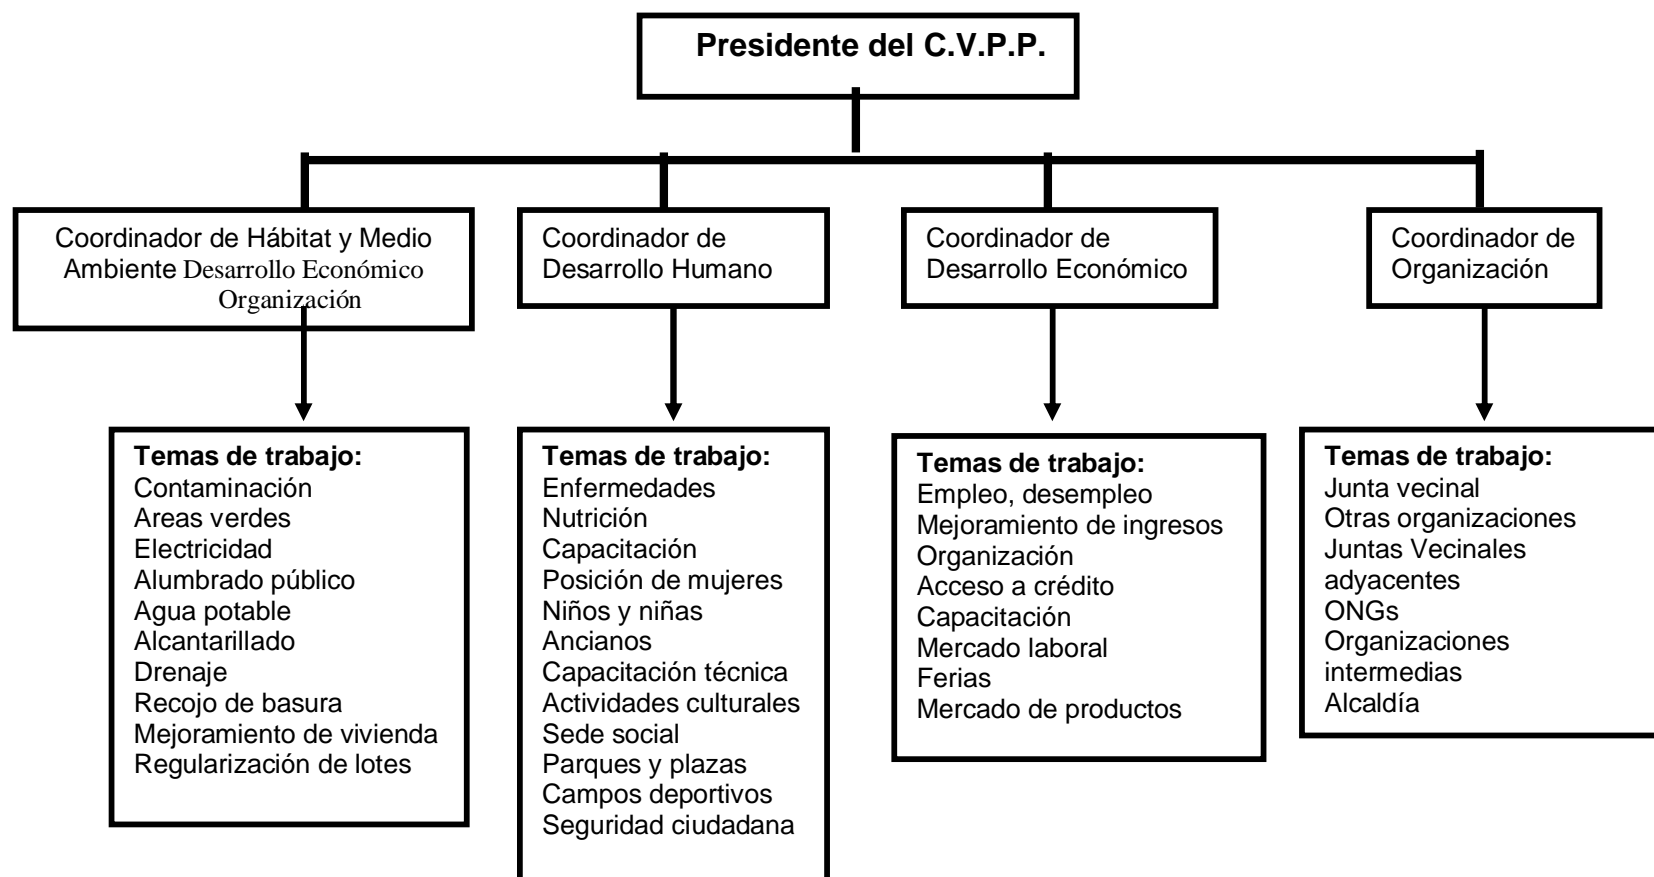 Presidente del C.V.P.P.
Coordinador de Hábitat y Medio
Ambiente Desarrollo Económico
Organización
Coordinador de
Desarrollo Humano
Coordinador de
Desarrollo Económico
Coordinador de
Organización
Temas de trabajo:
Contaminación
Areas verdes
Electricidad
Alumbrado público
Agua potable
Alcantarillado
Drenaje
Recojo de basura
Mejoramiento de vivienda
Regularización de lotes
Temas de trabajo:
Enfermedades
Nutrición
Capacitación
Posición de mujeres
Niños y niñas
Ancianos
Capacitación técnica
Actividades culturales
Sede social
Parques y plazas
Campos deportivos
Seguridad ciudadana
Temas de trabajo:
Empleo, desempleo
Mejoramiento de ingresos
Organización
Acceso a crédito
Capacitación
Mercado laboral
Ferias
Mercado de productos
Temas de trabajo:
Junta vecinal
Otras organizaciones
Juntas Vecinales
adyacentes
ONGs
Organizaciones
intermedias
Alcaldía